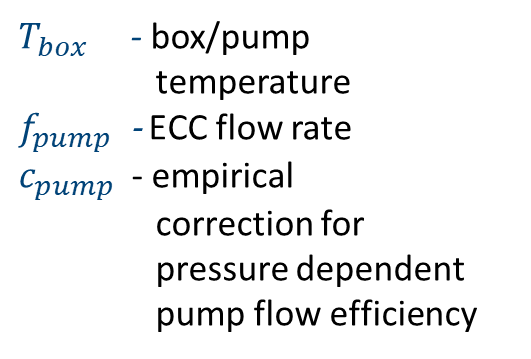 T_box - box/pump
temperature
f_pump - ECC flow rate
c_pump - empirical
correction for
pressure dependent
pump flow efficiency